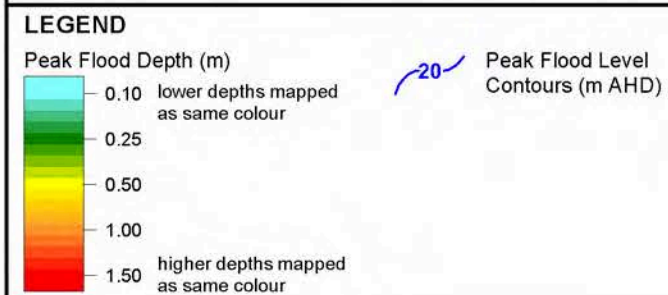 LEGEND
Peak Flood Depth (m)
0.10 lower depths mapped
as same colour
0.25
0.50
1.00
1.50
higher depths mapped
as same colour
20
Peak Flood Level
Contours (m AHD)